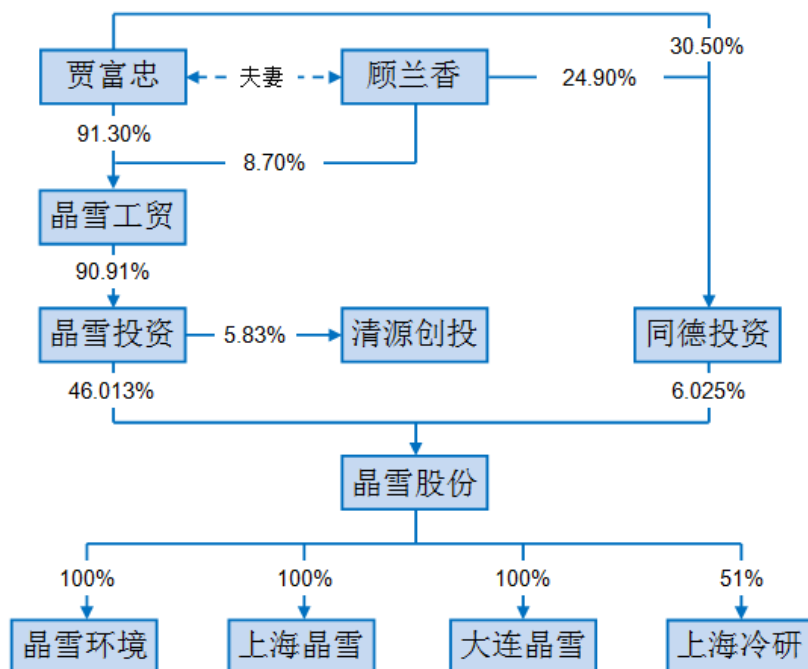 30.50%
贾富忠
夫妻
顾兰香
24.90%
91.30%
8.70%
晶雪工贸
90.91%
晶雪投资
5.83%
清源创投
同德投资
46.013%
6.025%
晶雪股份
100%
100%
100%
51%
晶雪环境
上海晶雪
大连晶雪
上海冷研